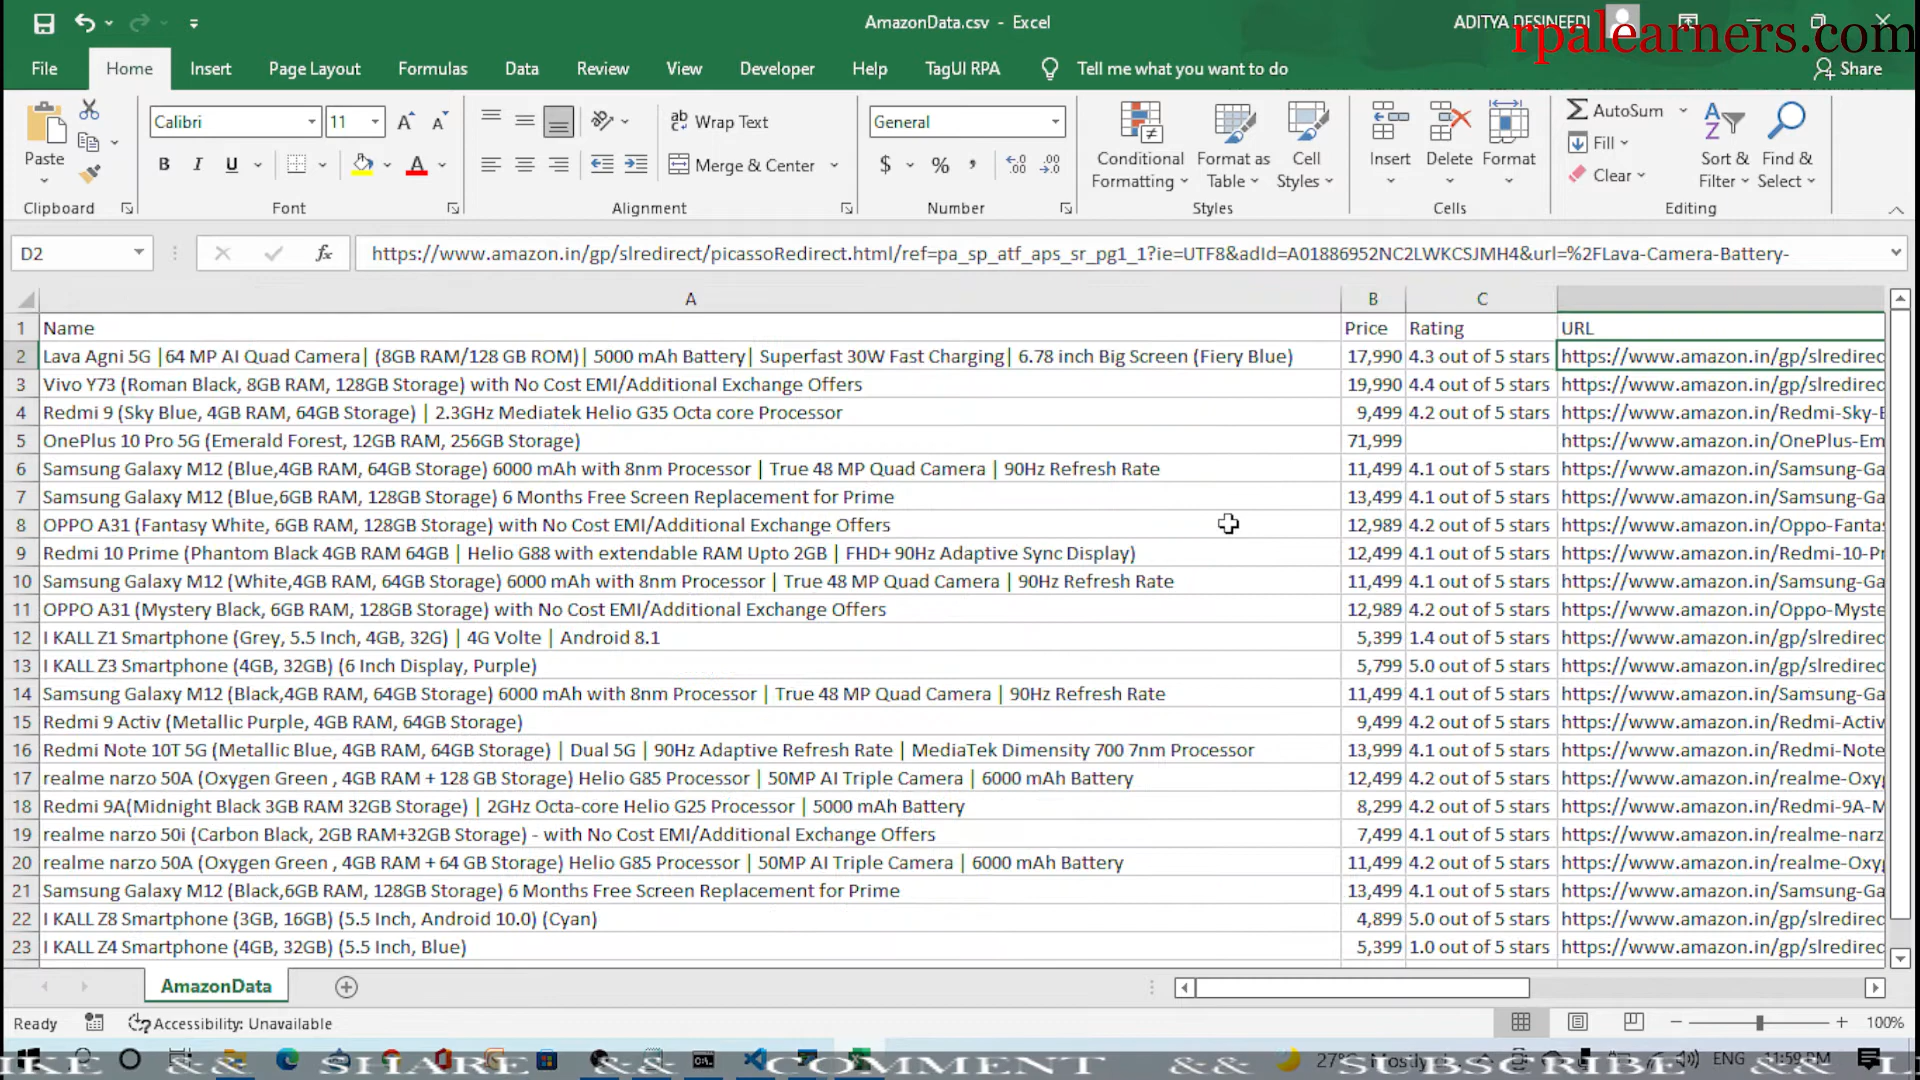 AmazonData.csv - Excel
ADITYA DESINEEDI
rpalearners.com
File Home Insert Page Layout Formulas Data Review View Developer Help TagUI RPA Tell me what you want to do Share
Paste
Calibri 11
ab Wrap Text
General
Conditional Formatting
Format as Table
Cell Styles
Insert Delete Format
AutoSum
Fill
Clear
Sort & Filter
Find & Select
B I U
Merge & Center
$ %
Clipboard Font Alignment Number Styles Cells Editing
D2 fx https://www.amazon.in/gp/slredirect/picassoRedirect.html/ref=pa_sp_atf_aps_sr_pg1_1?ie=UTF8&adId=A01886952NC2LWKCSJMH4&url=%2FLava-Camera-Battery-
A B C
1 Name Price Rating URL
2 Lava Agni 5G |64 MP AI Quad Camera| (8GB RAM/128 GB ROM)| 5000 mAh Battery| Superfast 30W Fast Charging| 6.78 inch Big Screen (Fiery Blue) 17,990 4.3 out of 5 stars https://www.amazon.in/gp/slredirec
3 Vivo Y73 (Roman Black, 8GB RAM, 128GB Storage) with No Cost EMI/Additional Exchange Offers 19,990 4.4 out of 5 stars https://www.amazon.in/gp/slredirec
4 Redmi 9 (Sky Blue, 4GB RAM, 64GB Storage) | 2.3GHz Mediatek Helio G35 Octa core Processor 9,499 4.2 out of 5 stars https://www.amazon.in/Redmi-Sky-E
5 OnePlus 10 Pro 5G (Emerald Forest, 12GB RAM, 256GB Storage) 71,999 https://www.amazon.in/OnePlus-Em
6 Samsung Galaxy M12 (Blue,4GB RAM, 64GB Storage) 6000 mAh with 8nm Processor | True 48 MP Quad Camera | 90Hz Refresh Rate 11,499 4.1 out of 5 stars https://www.amazon.in/Samsung-Ga
7 Samsung Galaxy M12 (Blue,6GB RAM, 128GB Storage) 6 Months Free Screen Replacement for Prime 13,499 4.1 out of 5 stars https://www.amazon.in/Samsung-Ga
8 OPPO A31 (Fantasy White, 6GB RAM, 128GB Storage) with No Cost EMI/Additional Exchange Offers 12,989 4.2 out of 5 stars https://www.amazon.in/Oppo-Fantas
9 Redmi 10 Prime (Phantom Black 4GB RAM 64GB | Helio G88 with extendable RAM Upto 2GB | FHD+ 90Hz Adaptive Sync Display) 12,499 4.1 out of 5 stars https://www.amazon.in/Redmi-10-Pr
10 Samsung Galaxy M12 (White,4GB RAM, 64GB Storage) 6000 mAh with 8nm Processor | True 48 MP Quad Camera | 90Hz Refresh Rate 11,499 4.1 out of 5 stars https://www.amazon.in/Samsung-Ga
11 OPPO A31 (Mystery Black, 6GB RAM, 128GB Storage) with No Cost EMI/Additional Exchange Offers 12,989 4.2 out of 5 stars https://www.amazon.in/Oppo-Myste
12 I KALL Z1 Smartphone (Grey, 5.5 Inch, 4GB, 32G) | 4G Volte | Android 8.1 5,399 1.4 out of 5 stars https://www.amazon.in/gp/slredirec
13 I KALL Z3 Smartphone (4GB, 32GB) (6 Inch Display, Purple) 5,799 5.0 out of 5 stars https://www.amazon.in/gp/slredirec
14 Samsung Galaxy M12 (Black,4GB RAM, 64GB Storage) 6000 mAh with 8nm Processor | True 48 MP Quad Camera | 90Hz Refresh Rate 11,499 4.1 out of 5 stars https://www.amazon.in/Samsung-Ga
15 Redmi 9 Activ (Metallic Purple, 4GB RAM, 64GB Storage) 9,499 4.2 out of 5 stars https://www.amazon.in/Redmi-Activ
16 Redmi Note 10T 5G (Metallic Blue, 4GB RAM, 64GB Storage) | Dual 5G | 90Hz Adaptive Refresh Rate | MediaTek Dimensity 700 7nm Processor 13,999 4.1 out of 5 stars https://www.amazon.in/Redmi-Note
17 realme narzo 50A (Oxygen Green , 4GB RAM + 128 GB Storage) Helio G85 Processor | 50MP AI Triple Camera | 6000 mAh Battery 12,499 4.2 out of 5 stars https://www.amazon.in/realme-Oxyg
18 Redmi 9A(Midnight Black 3GB RAM 32GB Storage) | 2GHz Octa-core Helio G25 Processor | 5000 mAh Battery 8,299 4.2 out of 5 stars https://www.amazon.in/Redmi-9A-M
19 realme narzo 50i (Carbon Black, 2GB RAM+32GB Storage) - with No Cost EMI/Additional Exchange Offers 7,499 4.1 out of 5 stars https://www.amazon.in/realme-narz
20 realme narzo 50A (Oxygen Green , 4GB RAM + 64 GB Storage) Helio G85 Processor | 50MP AI Triple Camera | 6000 mAh Battery 11,499 4.2 out of 5 stars https://www.amazon.in/realme-Oxyg
21 Samsung Galaxy M12 (Black,6GB RAM, 128GB Storage) 6 Months Free Screen Replacement for Prime 13,499 4.1 out of 5 stars https://www.amazon.in/Samsung-Ga
22 I KALL Z8 Smartphone (3GB, 16GB) (5.5 Inch, Android 10.0) (Cyan) 4,899 5.0 out of 5 stars https://www.amazon.in/gp/slredirec
23 I KALL Z4 Smartphone (4GB, 32GB) (5.5 Inch, Blue) 5,399 1.0 out of 5 stars https://www.amazon.in/gp/slredirec
AmazonData
Ready Accessibility: Unavailable 100%
IKE && SHARE && COMMENT && SUBSCRIBE && L
27° Mostly ENG 11:59 PM